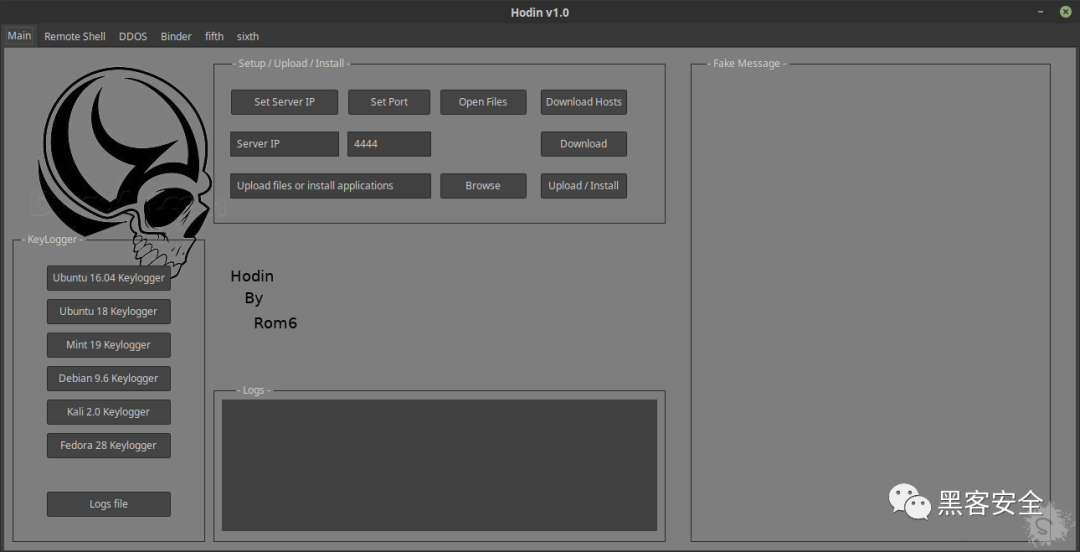 Hodin v1.0
Main Remote Shell DDOS Binder fifth sixth
- Setup / Upload / Install -
Set Server IP Set Port Open Files Download Hosts
Server IP 4444 Download
Upload files or install applications Browse Upload / Install
- Fake Message -
- KeyLogger -
Ubuntu 16.04 Keylogger
Ubuntu 18 Keylogger
Mint 19 Keylogger
Debian 9.6 Keylogger
Kali 2.0 Keylogger
Fedora 28 Keylogger
Logs file
Hodin
By
Rom6
- Logs -
黑客安全
S